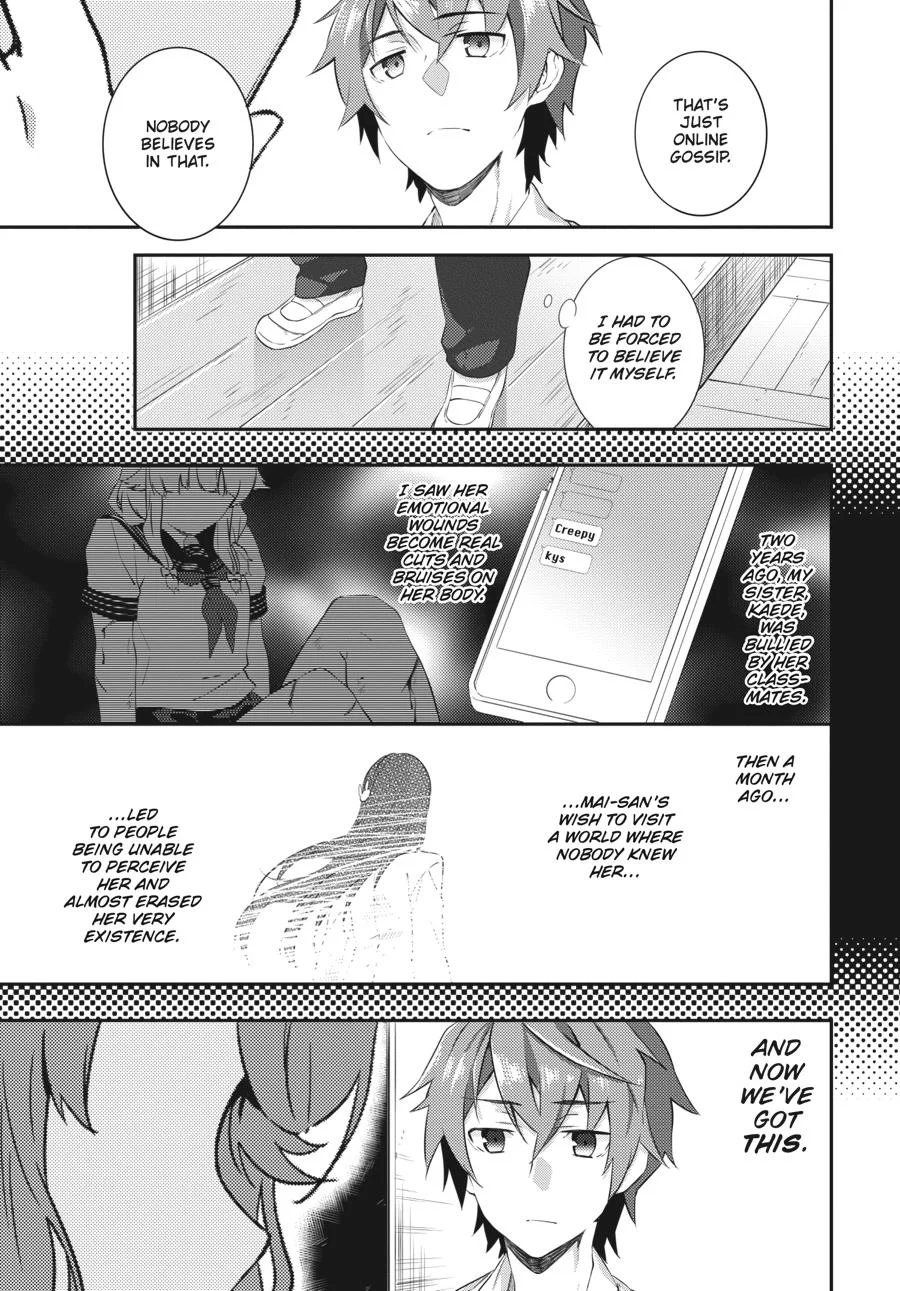 THAT'S
JUST
ONLINE
GOSSIP.
NOBODY
BELIEVES
IN THAT.
I HAD TO
BE FORCED
TO BELIEVE
IT MYSELF.
TWO
YEARS
AGO, MY
SISTER,
KAEDE,
WAS
BULLIED
BY HER
CLASS-
MATES.
Creepy
kys
I SAW HER
EMOTIONAL
WOUNDS
BECOME REAL
CUTS AND
BRUISES ON
HER BODY.
THEN A
MONTH
AGO...
...MAI-SAN'S
WISH TO VISIT
A WORLD WHERE
NOBODY KNEW
HER...
...LED
TO PEOPLE
BEING UNABLE
TO PERCEIVE
HER AND
ALMOST ERASED
HER VERY
EXISTENCE.
AND
NOW
WE'VE
GOT
THIS.